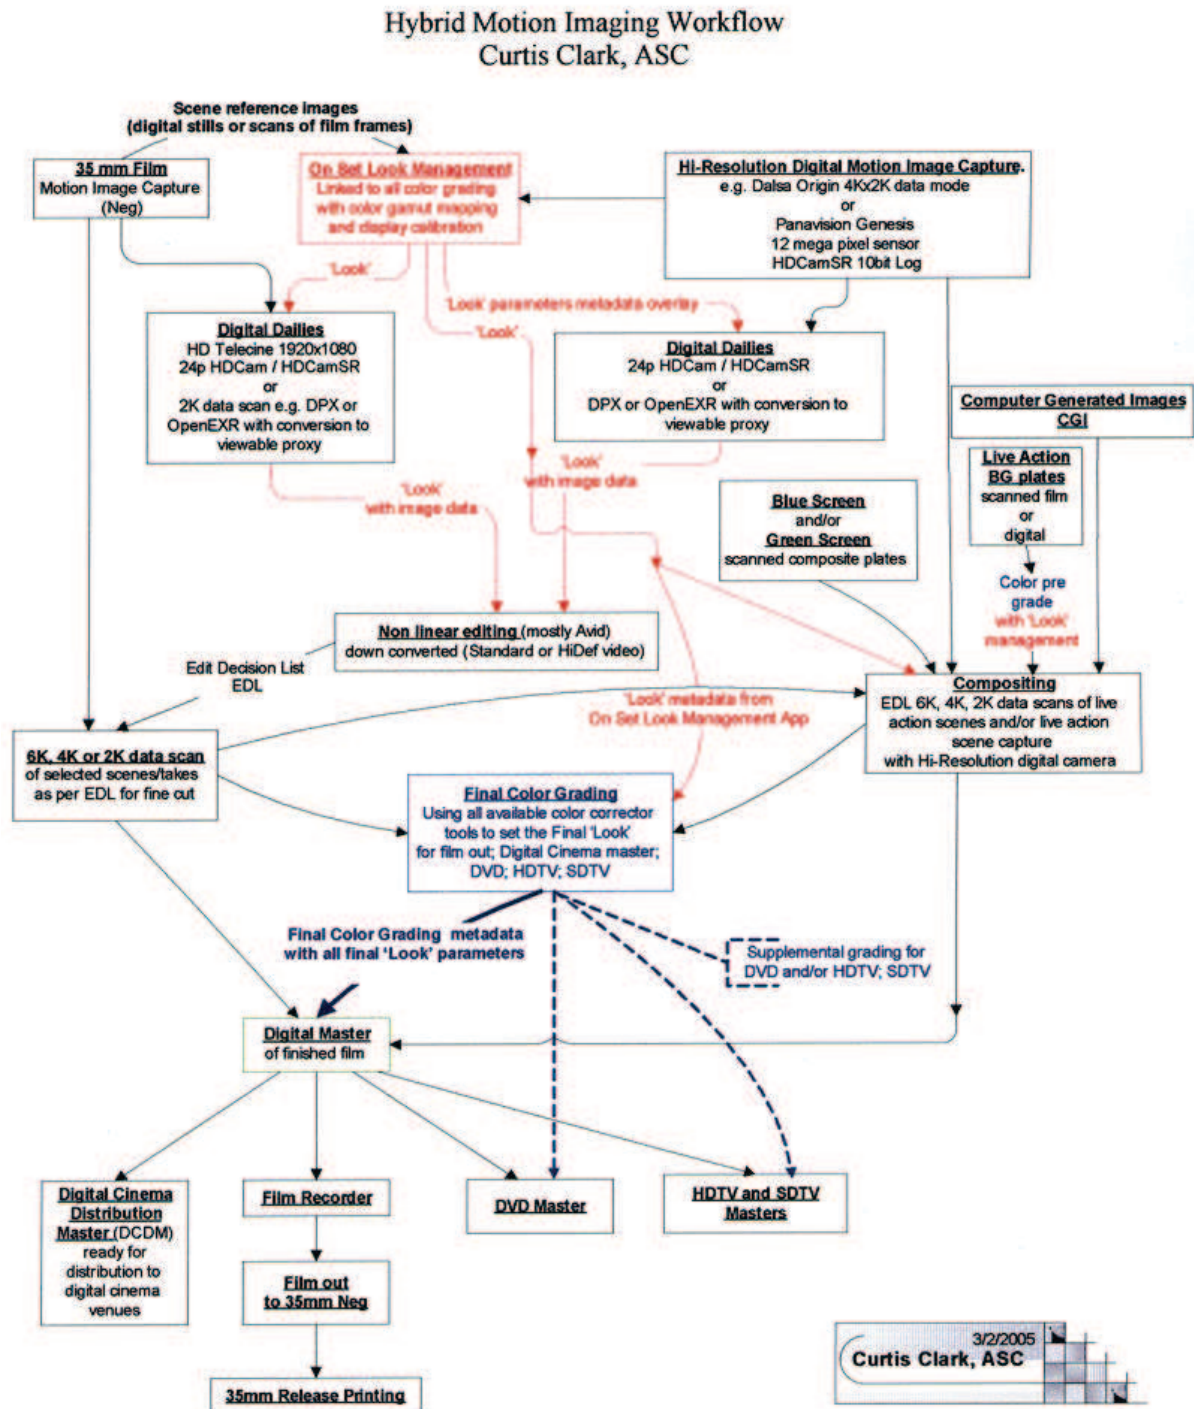 Hybrid Motion Imaging Workflow
Curtis Clark, ASC
Scene reference images
(digital stills or scans of film frames)
35 mm Film
Motion Image Capture
(Neg)
On Set Look Management
Linked to all color grading
with color gamut mapping
and display calibration
Hi-Resolution Digital Motion Image Capture.
e.g. Dalsa Origin 4Kx2K data mode
or
Panavision Genesis
12 mega pixel sensor
HDCamSR 10bit Log
'Look'
'Look' parameters metadata overlay
'Look'
Digital Dailies
HD Telecine 1920x1080
24p HDCam / HDCamSR
or
2K data scan e.g. DPX or
OpenEXR with conversion to
viewable proxy
Digital Dailies
24p HDCam / HDCamSR
or
DPX or OpenEXR with conversion to
viewable proxy
Computer Generated Images
CGI
Live Action
BG plates
scanned film
or
digital
'Look'
with image data
'Look'
with image data
Blue Screen
and/or
Green Screen
scanned composite plates
Color pre
grade
with 'Look'
management
Non linear editing (mostly Avid)
down converted (Standard or HiDef video)
Edit Decision List
EDL
'Look' metadata from
On Set Look Management App
Compositing
EDL 6K, 4K, 2K data scans of live
action scenes and/or live action
scene capture
with Hi-Resolution digital camera
6K, 4K or 2K data scan
of selected scenes/takes
as per EDL for fine cut
Final Color Grading
Using all available color corrector
tools to set the Final 'Look'
for film out; Digital Cinema master;
DVD; HDTV; SDTV
Final Color Grading metadata
with all final 'Look' parameters
Supplemental grading for
DVD and/or HDTV; SDTV
Digital Master
of finished film
Digital Cinema
Distribution
Master (DCDM)
ready for
distribution to
digital cinema
venues
Film Recorder
DVD Master
HDTV and SDTV
Masters
Film out
to 35mm Neg
35mm Release Printing
3/2/2005
Curtis Clark, ASC